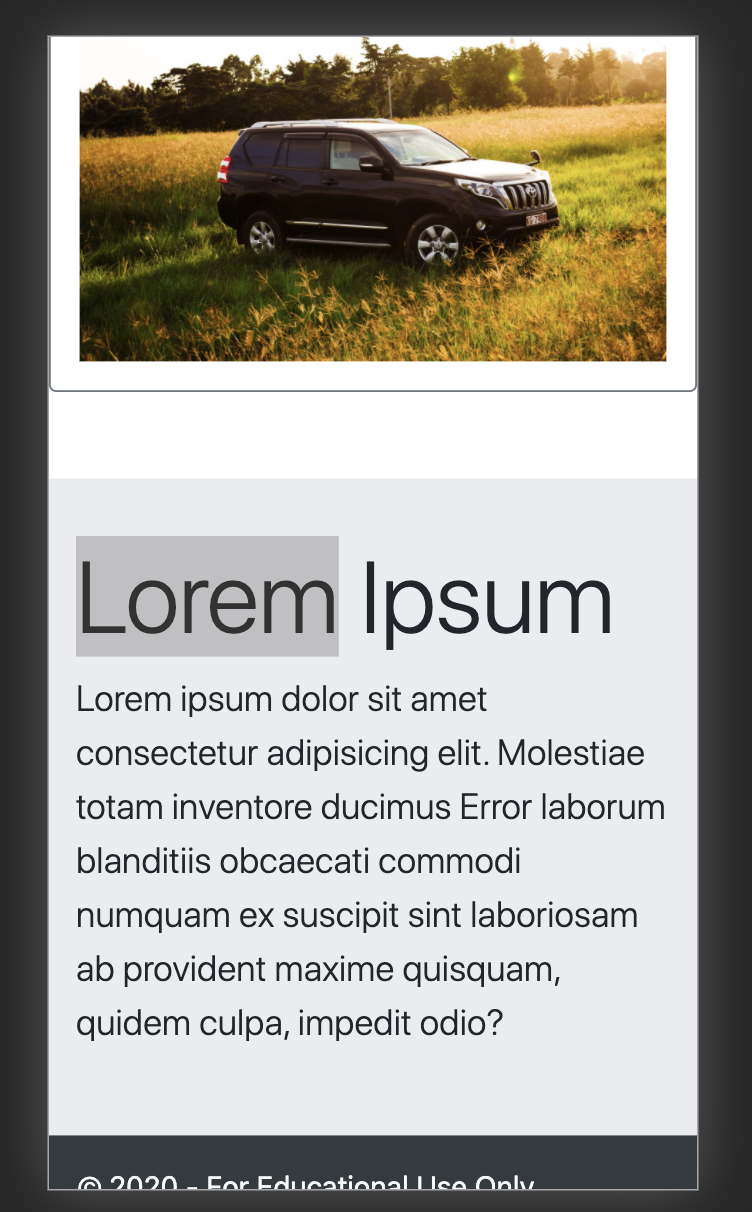 Lorem Ipsum
Lorem ipsum dolor sit amet
consectetur adipisicing elit. Molestiae
totam inventore ducimus Error laborum
blanditiis obcaecati commodi
numquam ex suscipit sint laboriosam
ab provident maxime quisquam,
quidem culpa, impedit odio?
© 2020 - For Educational Use Only